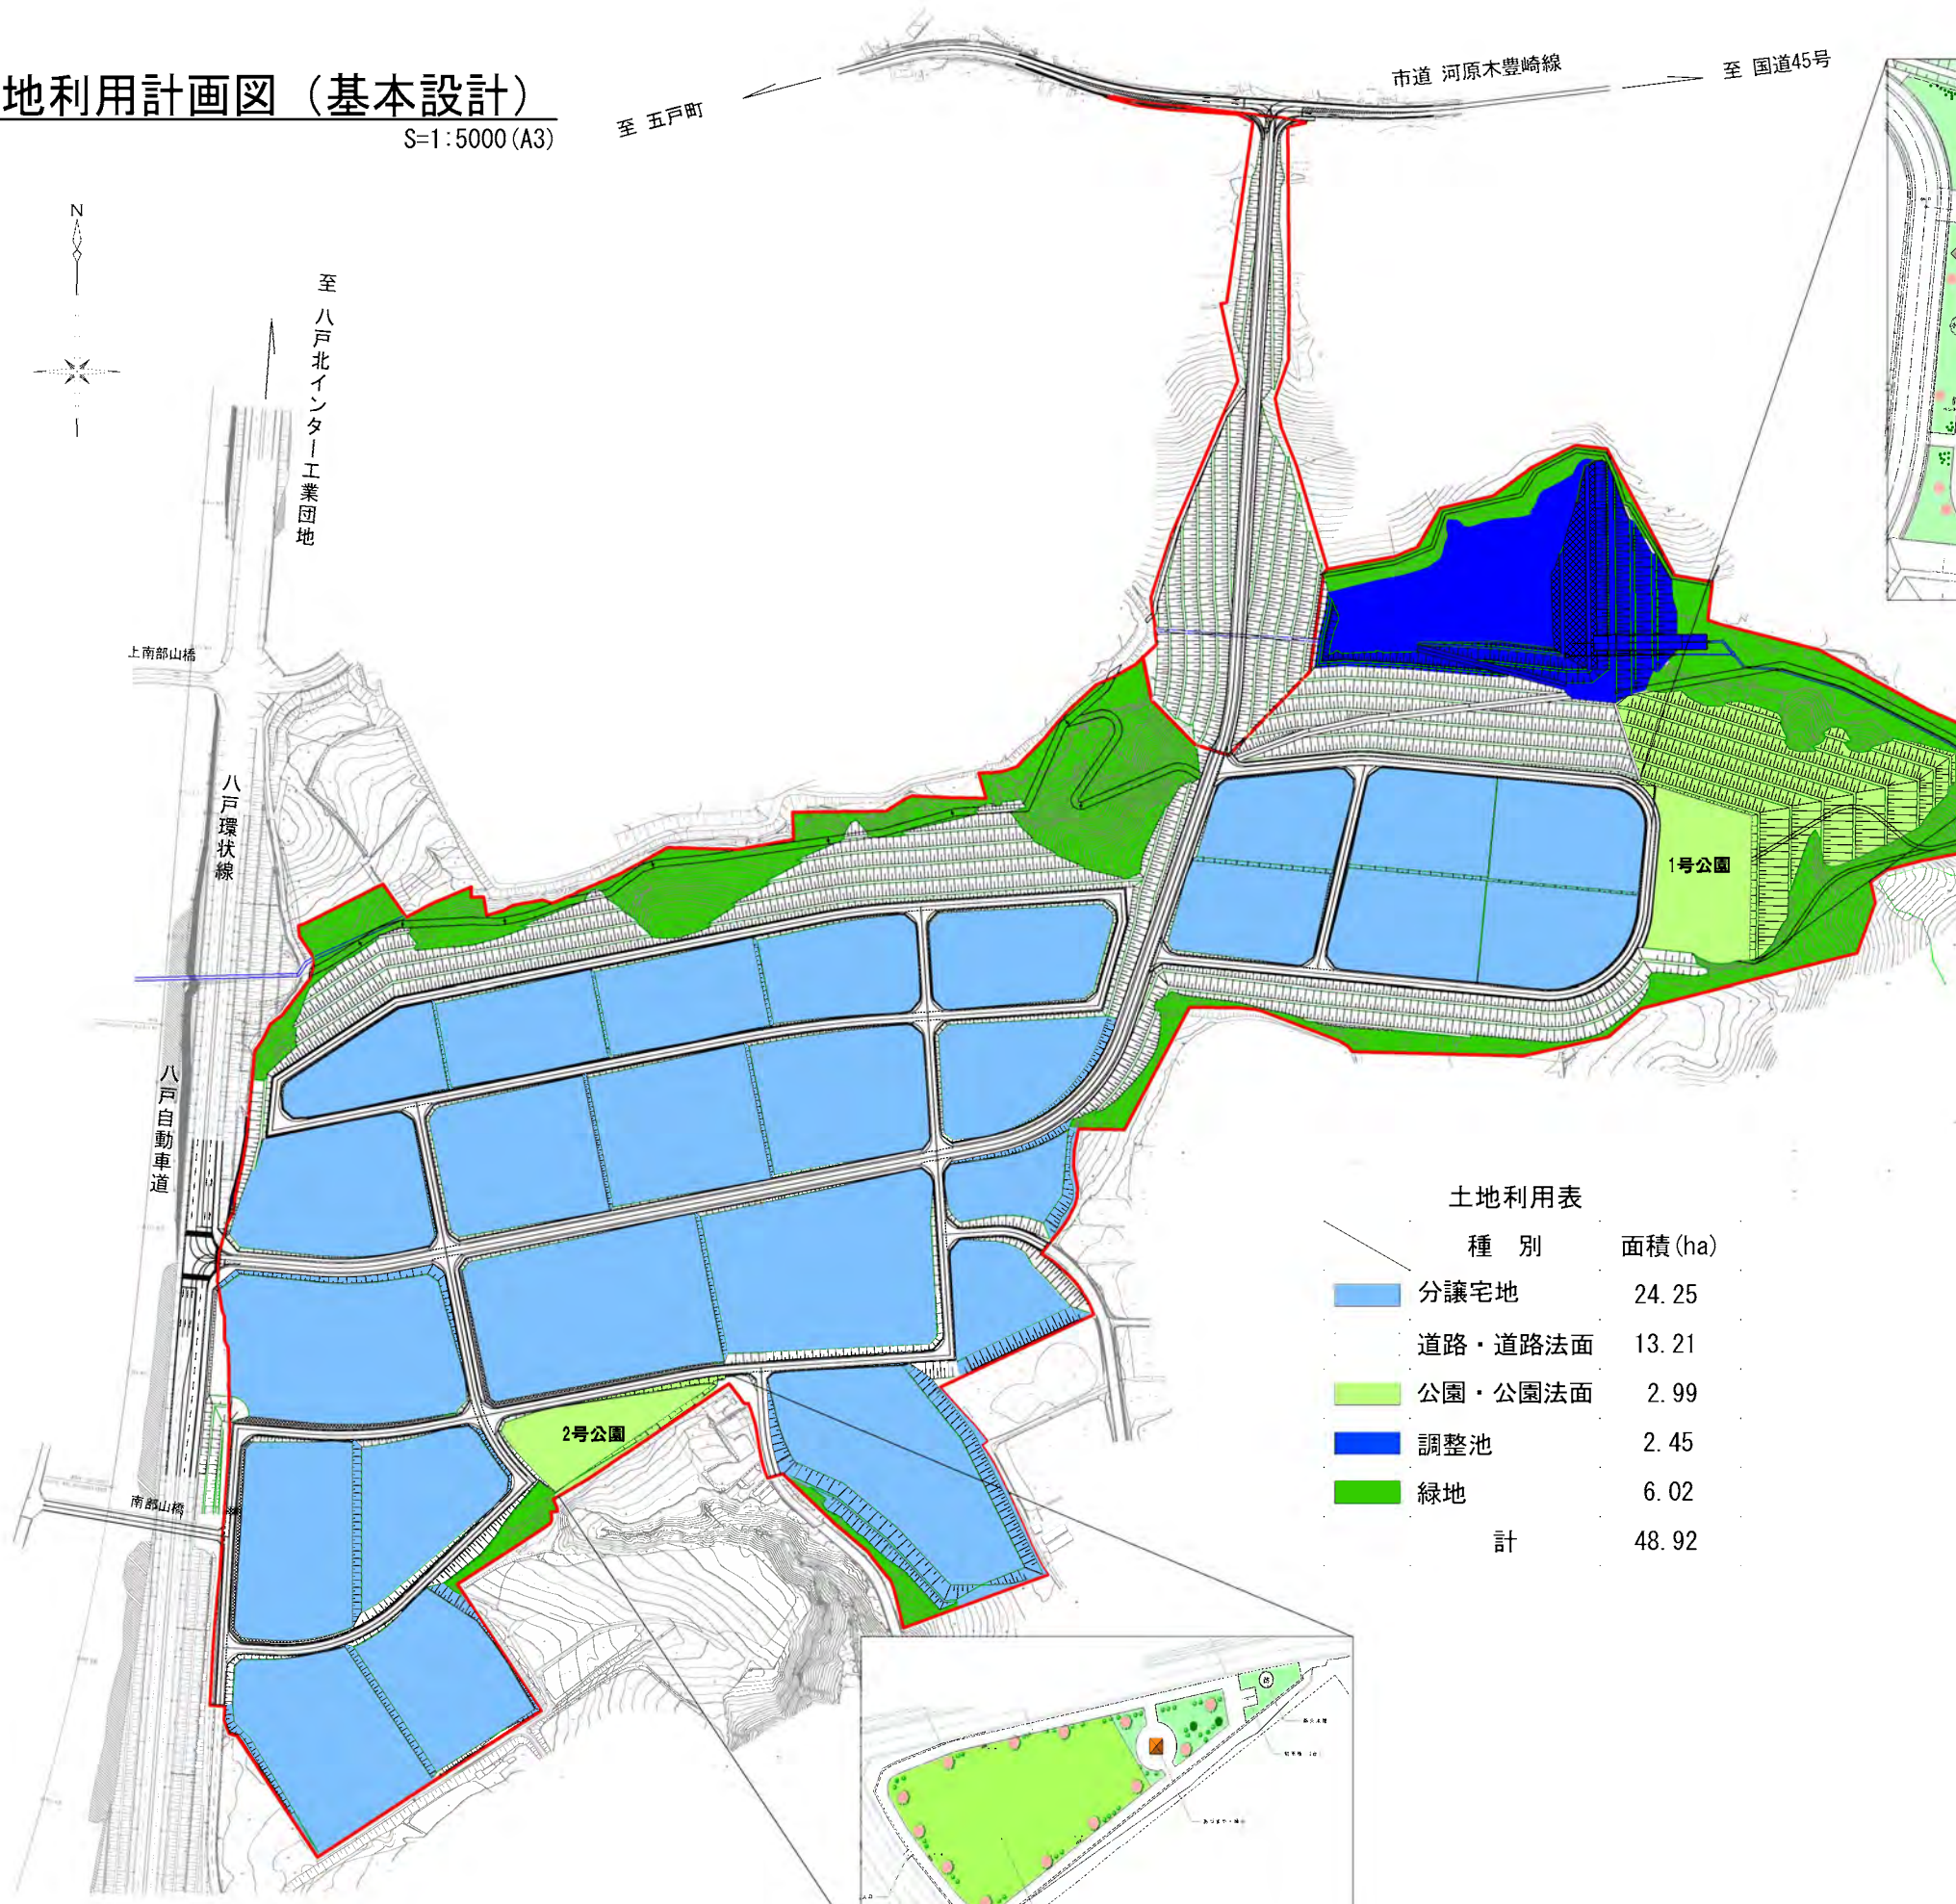 地利用計画図（基本設計）
S=1:5000(A3)
至 五戸町
市道 河原木豊崎線
至 国道45号
N
至 八戸北インター工業団地
上南部山橋
八戸環状線
八戸自動車道
南部山橋
1号公園
2号公園
土地利用表
種 別 面積(ha)
分譲宅地 24.25
道路・道路法面 13.21
公園・公園法面 2.99
調整池 2.45
緑地 6.02
計 48.92